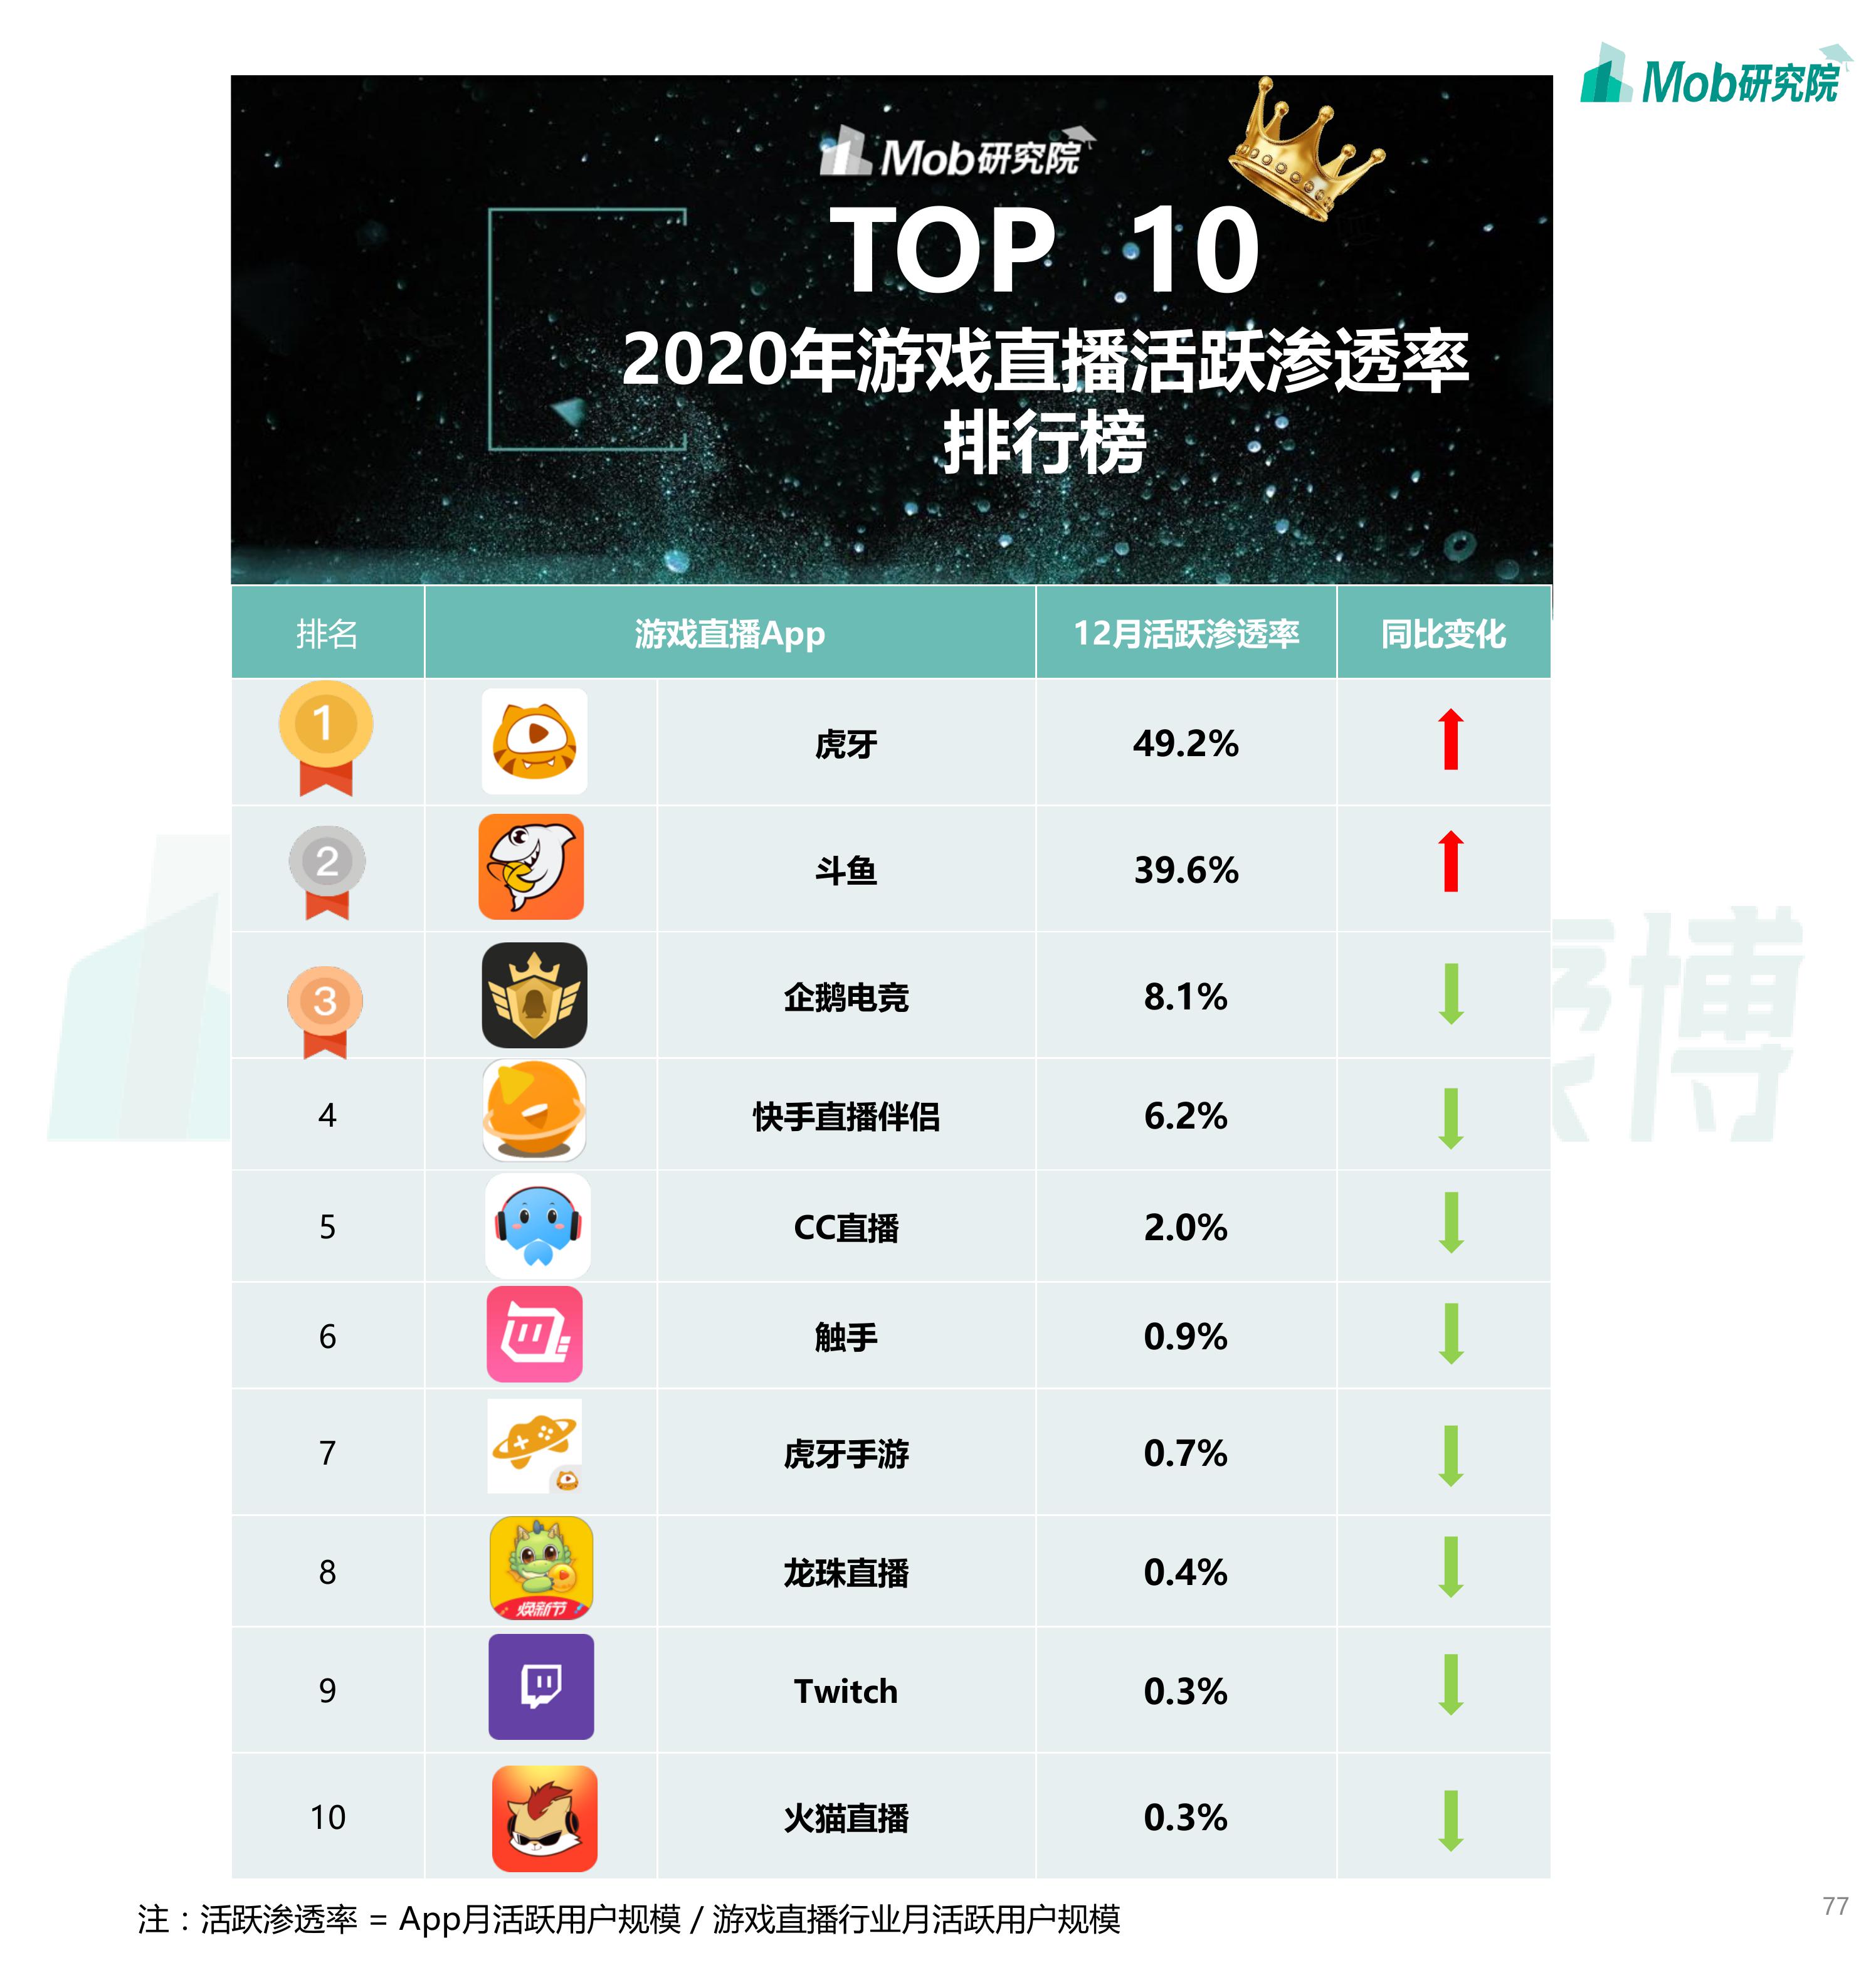 Mob研究院
Mob研究院
TOP 10
2020年游戏直播活跃渗透率
排行榜
排名 游戏直播App 12月活跃渗透率 同比变化
1 虎牙 49.2%
2 斗鱼 39.6%
3 企鹅电竞 8.1%
4 快手直播伴侣 6.2%
5 CC直播 2.0%
6 触手 0.9%
7 虎牙手游 0.7%
8 焕新节 龙珠直播 0.4%
9 Twitch 0.3%
10 火猫直播 0.3%
注：活跃渗透率 = App月活跃用户规模 / 游戏直播行业月活跃用户规模
77
博